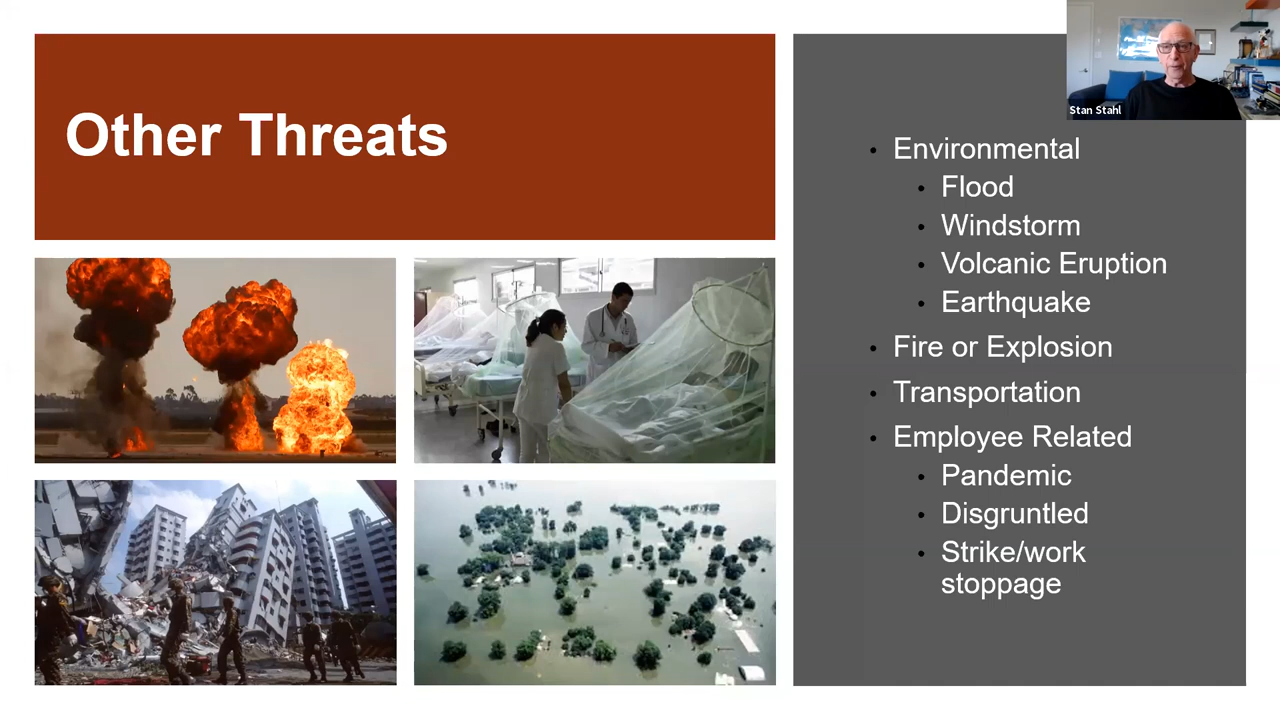 Other Threats
Stan Stahl
• Environmental
• Flood
• Windstorm
• Volcanic Eruption
• Earthquake
• Fire or Explosion
• Transportation
• Employee Related
• Pandemic
• Disgruntled
• Strike/work
stoppage